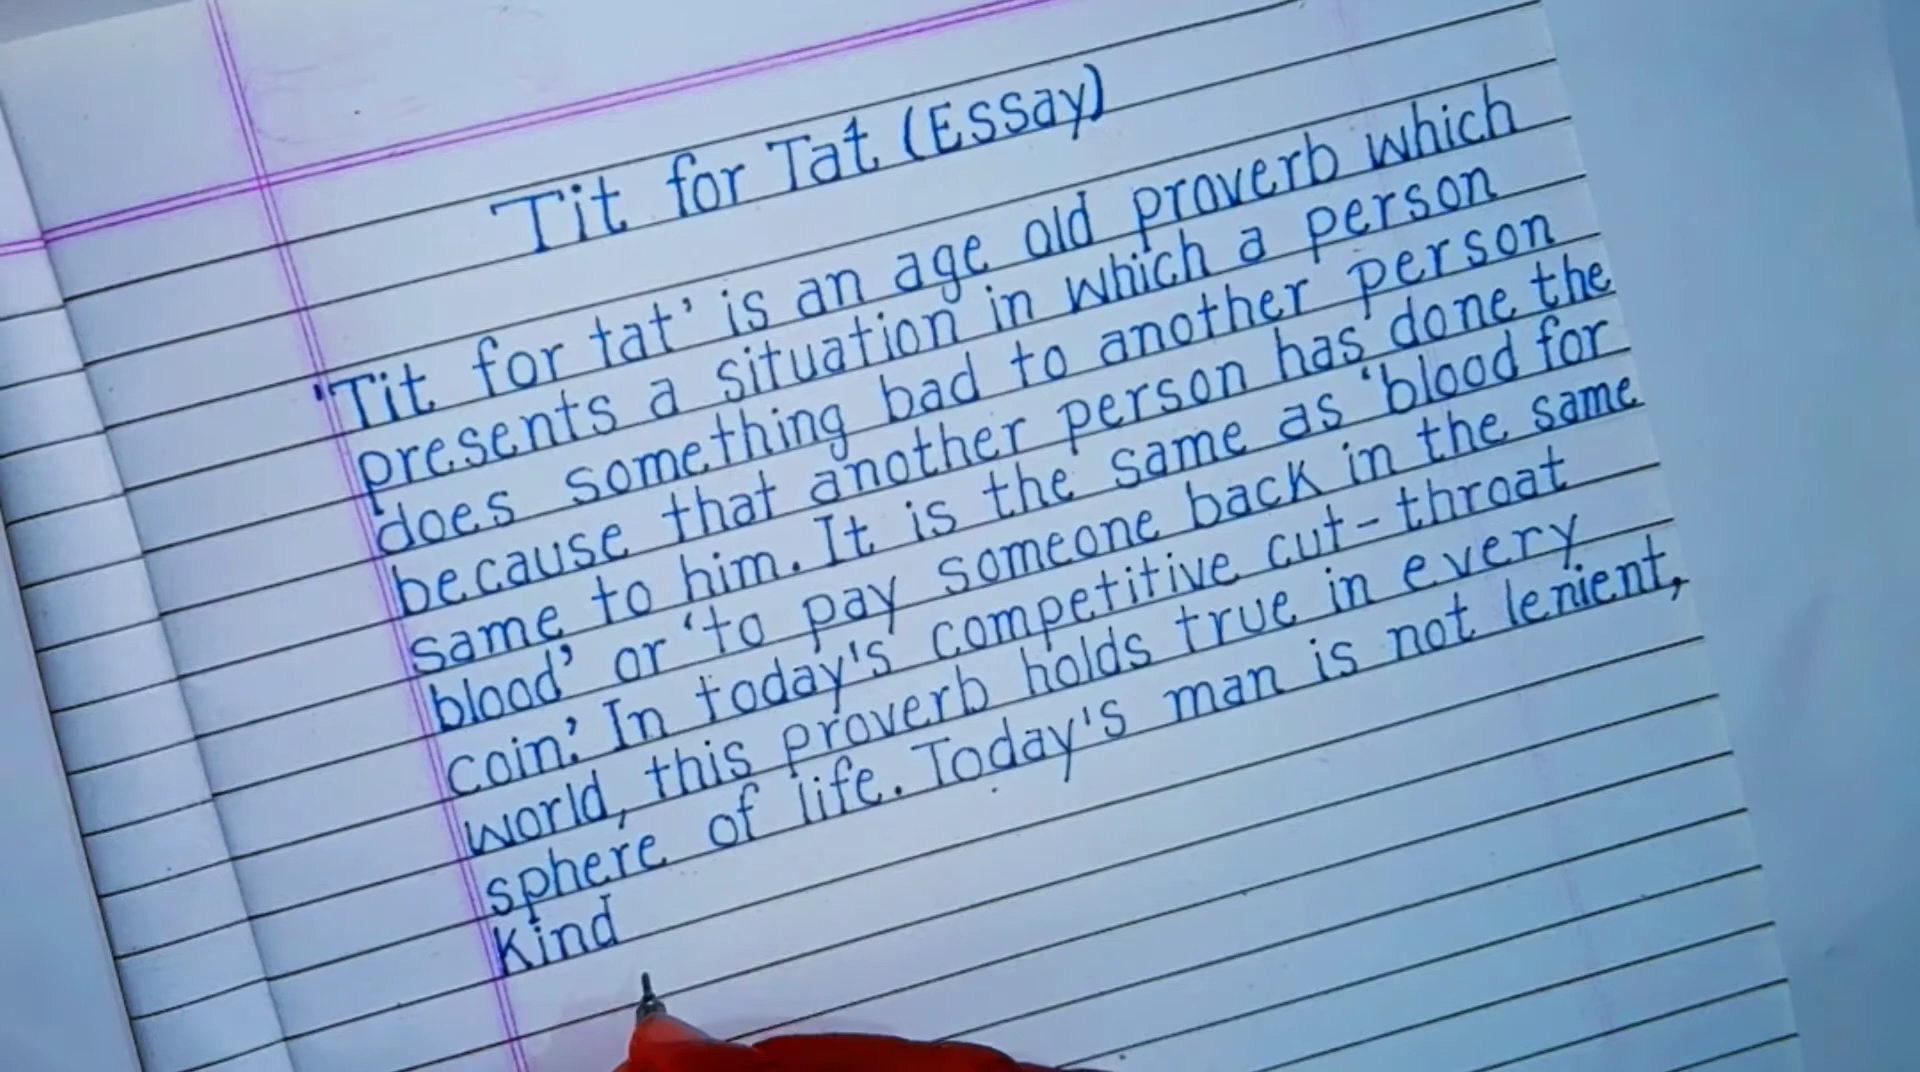 Tit for Tat (Essay)
'Tit for tat' is an age old proverb which
presents a situation in which a person
does something bad to another person
because that another person has done the
same to him. It is the same as 'blood for
blood' or 'to pay someone back in the same
coin.' In today's competitive cut-throat
world, this proverb holds true in every
sphere of life. Today's man is not lenient,
kind